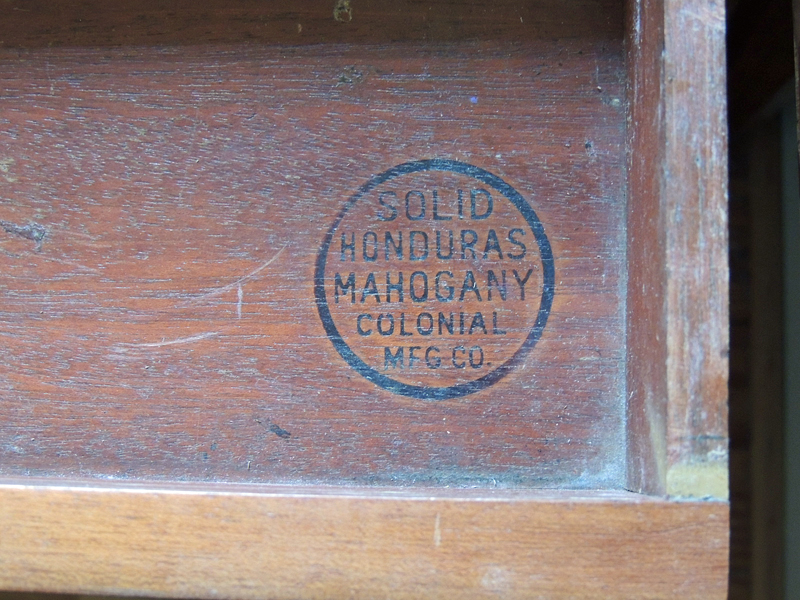 SOLID
HONDURAS
MAHOGANY
COLONIAL
MFG CO.